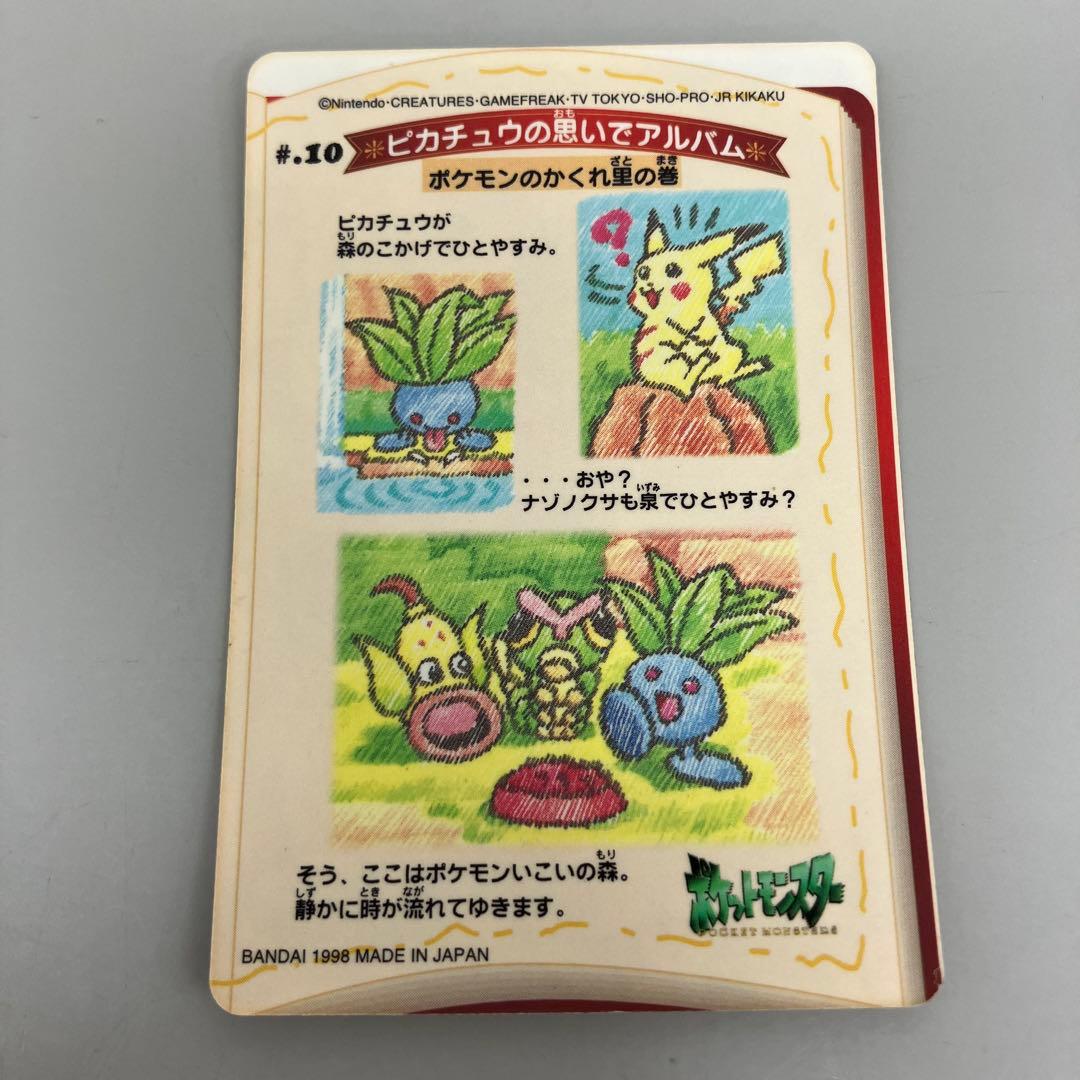 ©Nintendo・CREATURES・GAMEFREAK・TV TOKYO・SHO-PRO・JR KIKAKU
#.10
ピカチュウの思いでアルバム
ポケモンのかくれ里の巻
ピカチュウが
森のこかげでひとやすみ。
?
・・・おや？
ナゾノクサも泉でひとやすみ？
そう、ここはポケモンいこいの森。
静かに時が流れてゆきます。
ポケットモンスター
POCKET MONSTERS
BANDAI 1998 MADE IN JAPAN